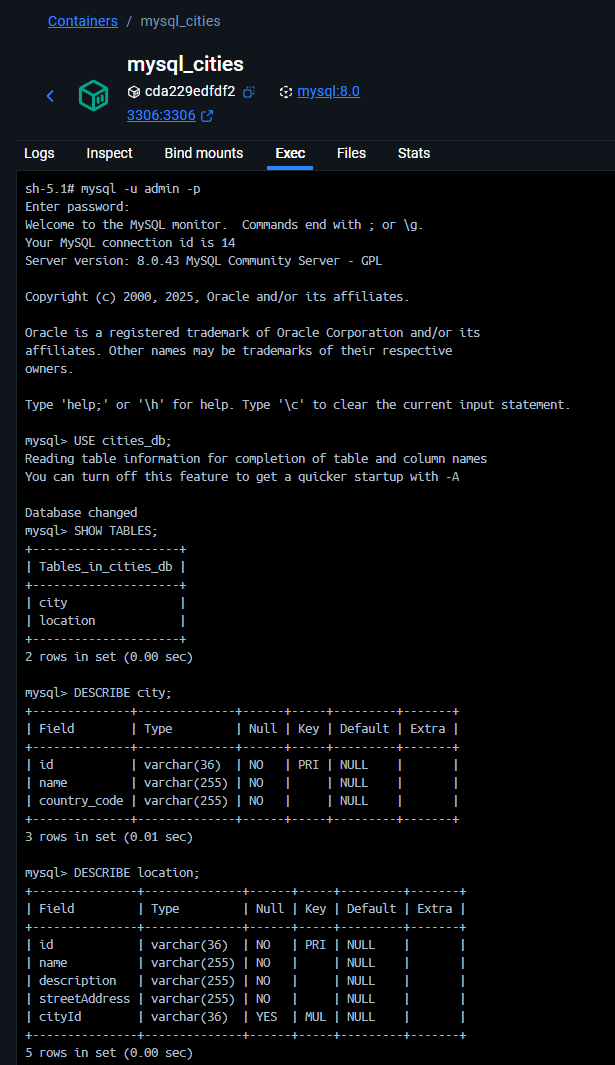 Containers / mysql_cities
mysql_cities
cda229edfdf2 mysql:8.0
3306:3306
Logs Inspect Bind mounts Exec Files Stats
sh-5.1# mysql -u admin -p
Enter password:
Welcome to the MySQL monitor.  Commands end with ; or \g.
Your MySQL connection id is 14
Server version: 8.0.43 MySQL Community Server - GPL
Copyright (c) 2000, 2025, Oracle and/or its affiliates.
Oracle is a registered trademark of Oracle Corporation and/or its
affiliates. Other names may be trademarks of their respective
owners.
Type 'help;' or '\h' for help. Type '\c' to clear the current input statement.
mysql> USE cities_db;
Reading table information for completion of table and column names
You can turn off this feature to get a quicker startup with -A
Database changed
mysql> SHOW TABLES;
+---------------------+
| Tables_in_cities_db |
+---------------------+
| city                |
| location            |
+---------------------+
2 rows in set (0.00 sec)
mysql> DESCRIBE city;
+--------------+--------------+------+-----+---------+-------+
| Field        | Type         | Null | Key | Default | Extra |
+--------------+--------------+------+-----+---------+-------+
| id           | varchar(36)  | NO   | PRI | NULL    |       |
| name         | varchar(255) | NO   |     | NULL    |       |
| country_code | varchar(255) | NO   |     | NULL    |       |
+--------------+--------------+------+-----+---------+-------+
3 rows in set (0.01 sec)
mysql> DESCRIBE location;
+---------------+--------------+------+-----+---------+-------+
| Field         | Type         | Null | Key | Default | Extra |
+---------------+--------------+------+-----+---------+-------+
| id            | varchar(36)  | NO   | PRI | NULL    |       |
| name          | varchar(255) | NO   |     | NULL    |       |
| description   | varchar(255) | NO   |     | NULL    |       |
| streetAddress | varchar(255) | NO   |     | NULL    |       |
| cityId        | varchar(36)  | YES  | MUL | NULL    |       |
+---------------+--------------+------+-----+---------+-------+
5 rows in set (0.00 sec)